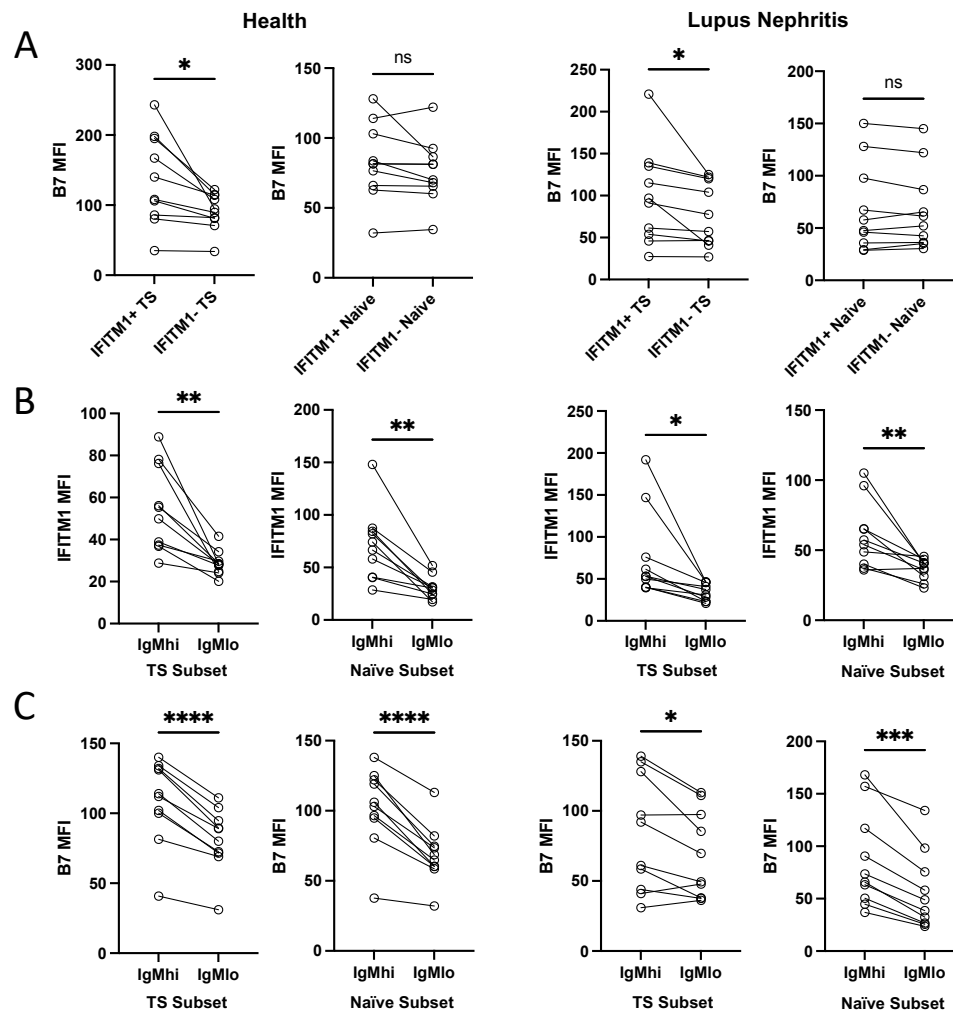 Health
Lupus Nephritis
A
*
ns
*
ns
B7 MFI
300
200
100
0
IFITM1+ TS
IFITM1- TS
B7 MFI
150
100
50
0
IFITM1+ Naive
IFITM1- Naive
B7 MFI
250
200
150
100
50
0
IFITM1+ TS
IFITM1- TS
B7 MFI
200
150
100
50
0
IFITM1+ Naive
IFITM1- Naive
B
**
**
*
**
IFITM1 MFI
100
80
60
40
20
0
IgMhi
IgMlo
TS Subset
IFITM1 MFI
200
150
100
50
0
IgMhi
IgMlo
Naïve Subset
IFITM1 MFI
250
200
150
100
50
0
IgMhi
IgMlo
TS Subset
IFITM1 MFI
150
100
50
0
IgMhi
IgMlo
Naïve Subset
C
****
****
*
***
B7 MFI
150
100
50
0
IgMhi
IgMlo
TS Subset
B7 MFI
150
100
50
0
IgMhi
IgMlo
Naïve Subset
B7 MFI
150
100
50
0
IgMhi
IgMlo
TS Subset
B7 MFI
200
150
100
50
0
IgMhi
IgMlo
Naïve Subset